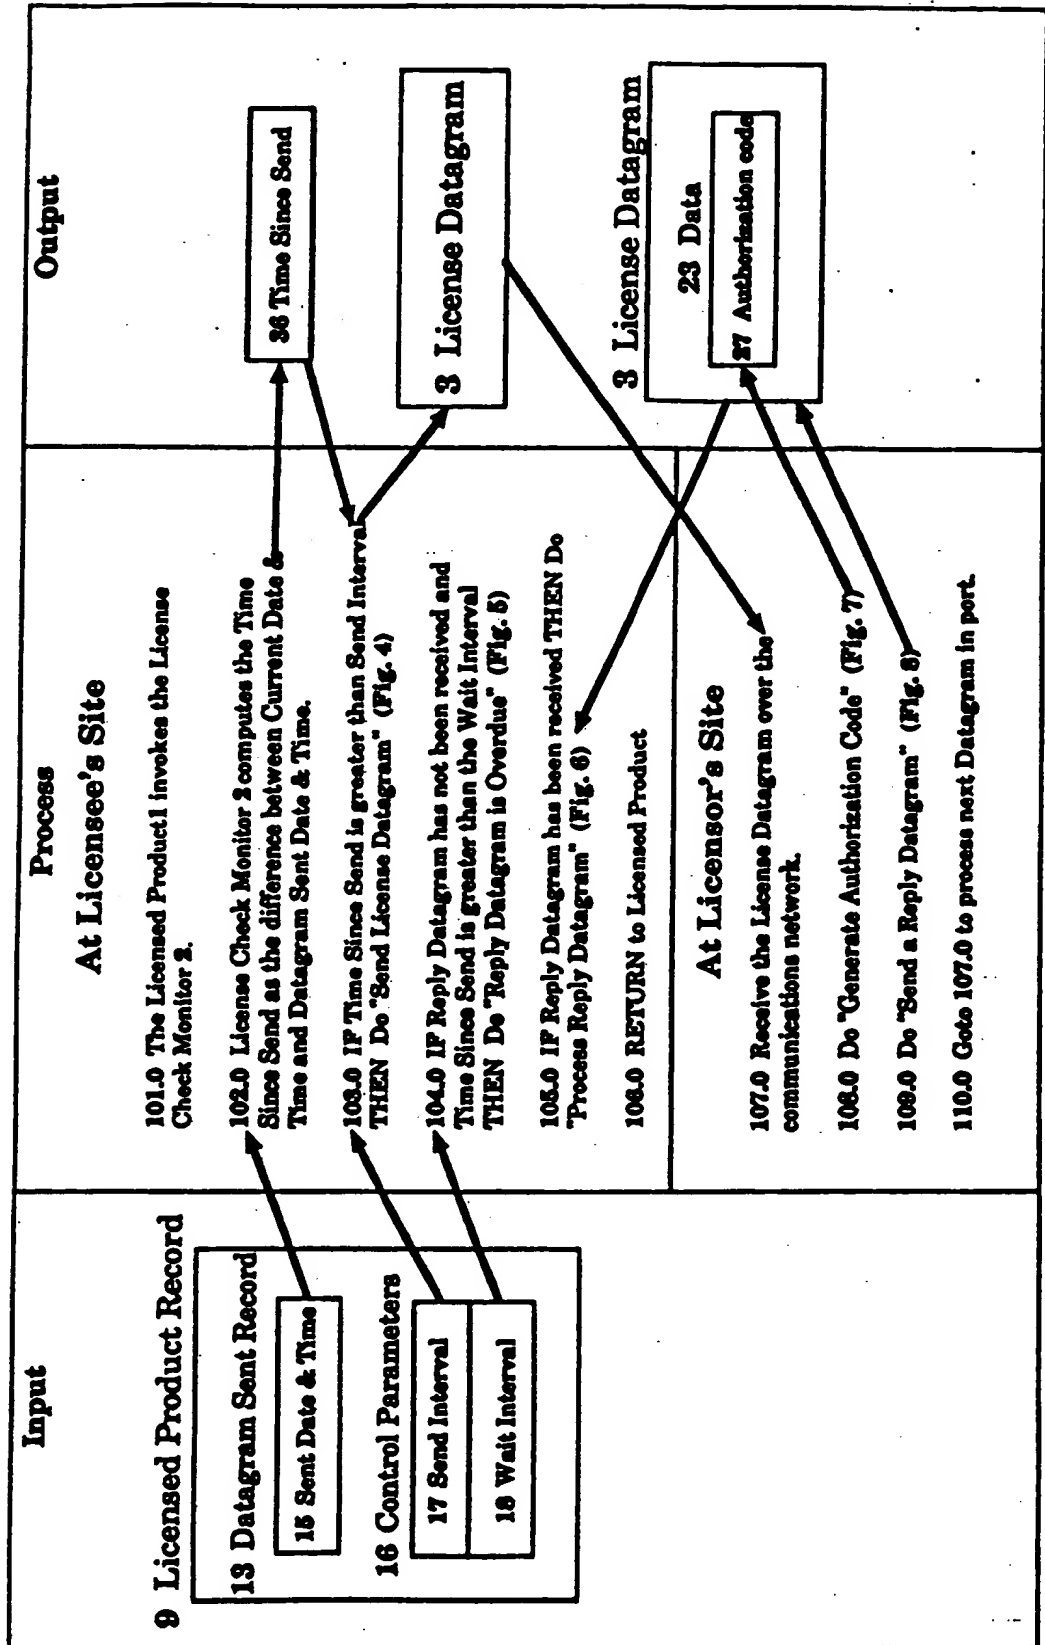 Input
9 Licensed Product Record
13 Datagram Sent Record
15 Sent Date & Time
16 Control Parameters
17 Send Interval
18 Wait Interval
Process
At Licensee's Site
101.0 The Licensed Product1 invokes the License
Check Monitor 2.
102.0 License Check Monitor 2 computes the Time
Since Send as the difference between Current Date &
Time and Datagram Sent Date & Time.
103.0 IF Time Since Send is greater than Send Interval
THEN Do "Send License Datagram" (Fig. 4)
104.0 IF Reply Datagram has not been received and
Time Since Send is greater than the Wait Interval
THEN Do "Reply Datagram is Overdue" (Fig. 5)
105.0 IF Reply Datagram has been received THEN Do
"Process Reply Datagram" (Fig. 6)
106.0 RETURN to Licensed Product
At Licensor's Site
107.0 Receive the License Datagram over the
communications network.
108.0 Do "Generate Authorization Code" (Fig. 7)
109.0 Do "Send a Reply Datagram" (Fig. 8)
110.0 Goto 107.0 to process next Datagram in port.
Output
36 Time Since Send
3 License Datagram
3 License Datagram
23 Data
27 Authorization code